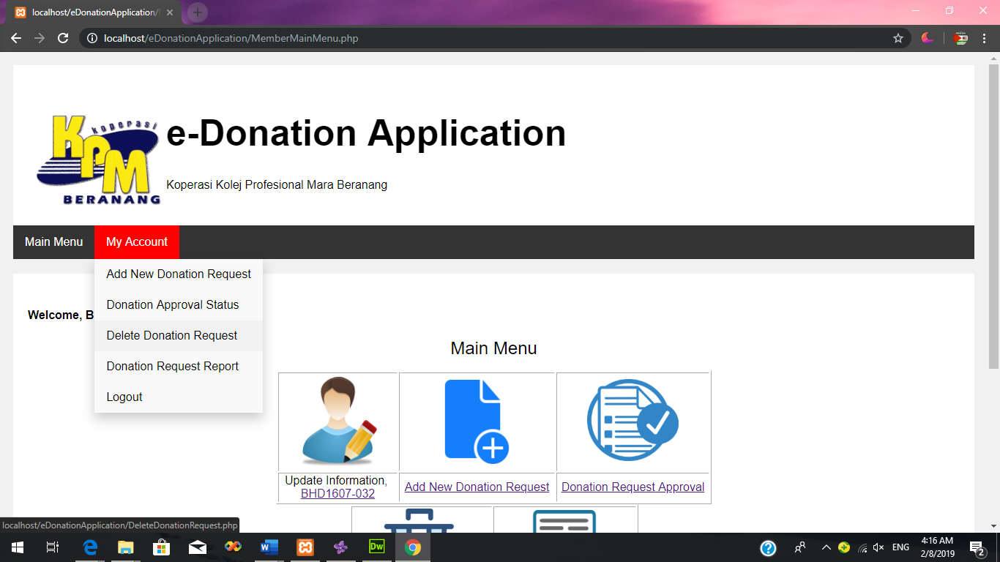 localhost/eDonationApplication/
localhost/eDonationApplication/MemberMainMenu.php
koperasi
KPM
BERANANG
e-Donation Application
Koperasi Kolej Profesional Mara Beranang
Main Menu
My Account
Add New Donation Request
Donation Approval Status
Welcome, B
Delete Donation Request
Donation Request Report
Logout
Main Menu
Update Information,
BHD1607-032
Add New Donation Request
Donation Request Approval
localhost/eDonationApplication/DeleteDonationRequest.php
W
Dw
ENG
4:16 AM
2/8/2019
2